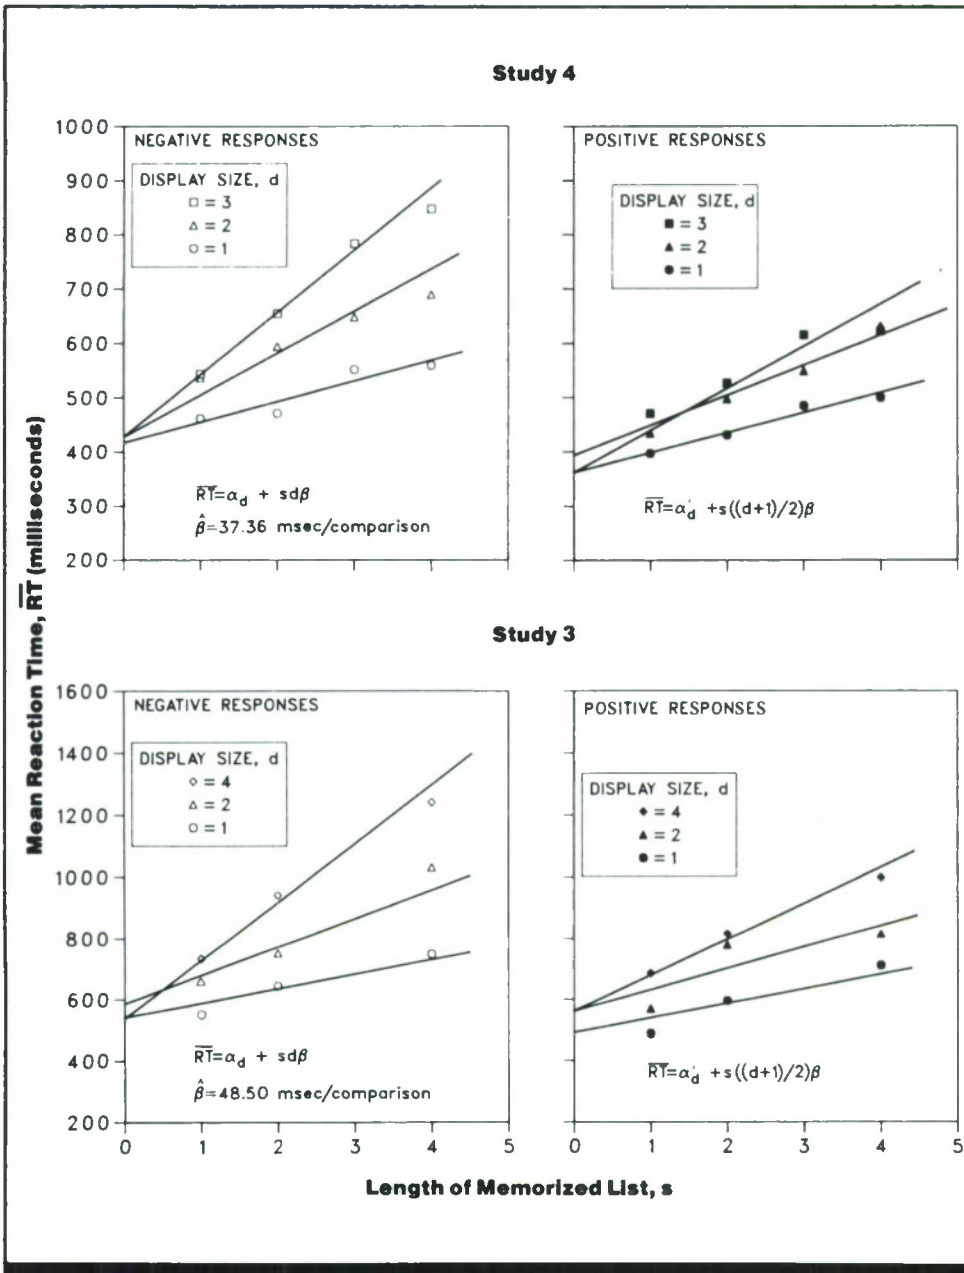 Study 4
Mean Reaction Time, R̅T̅ (milliseconds)
1000
900
800
700
600
500
400
300
200
NEGATIVE RESPONSES
DISPLAY SIZE, d
□ = 3
△ = 2
○ = 1
R̅T̅=αd + sdβ
β̂=37.36 msec/comparison
POSITIVE RESPONSES
DISPLAY SIZE, d
■ = 3
▲ = 2
● = 1
R̅T̅=α'd +s((d+1)/2)β
Study 3
1600
1400
1200
1000
800
600
400
200
NEGATIVE RESPONSES
DISPLAY SIZE, d
◇ = 4
△ = 2
○ = 1
R̅T̅=αd + sdβ
β̂=48.50 msec/comparison
0 1 2 3 4 5
POSITIVE RESPONSES
DISPLAY SIZE, d
◆ = 4
▲ = 2
● = 1
R̅T̅=α'd +s((d+1)/2)β
0 1 2 3 4 5
Length of Memorized List, s